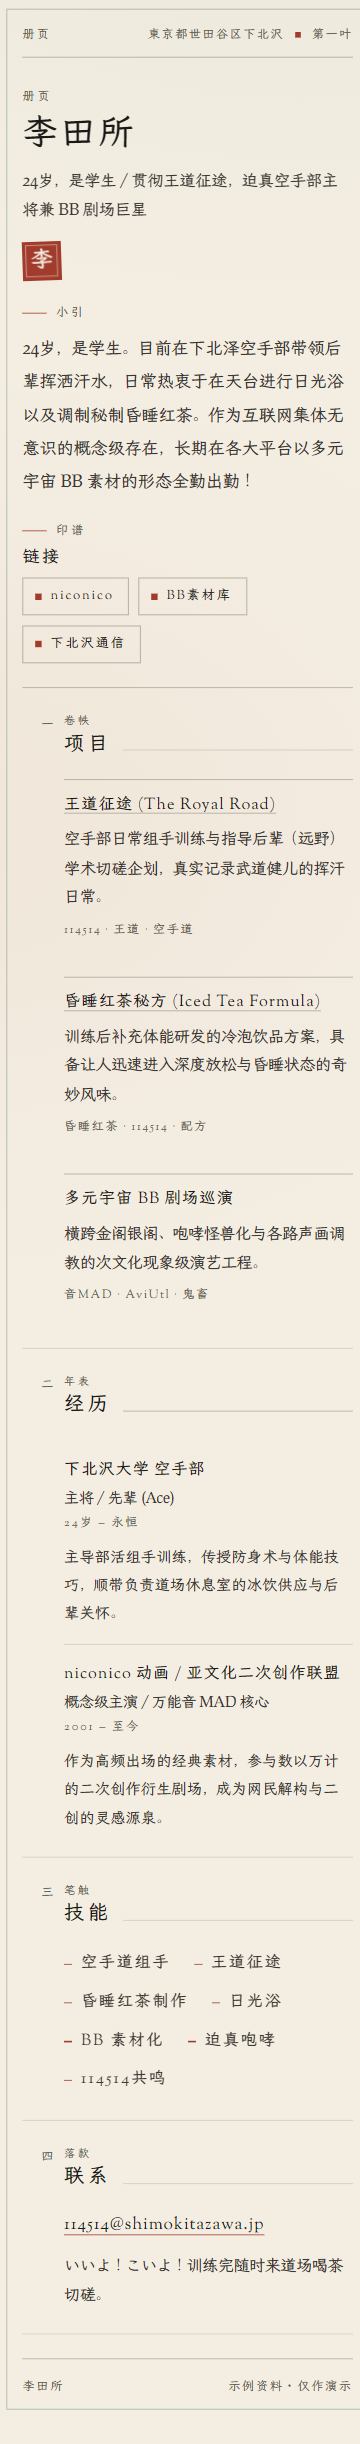 册页 東京都世田谷区下北沢 ■ 第一叶
册页
李田所
24岁，是学生 / 贯彻王道征途，迫真空手部主
将兼 BB 剧场巨星
李
小引
24岁，是学生。目前在下北泽空手部带领后
辈挥洒汗水，日常热衷于在天台进行日光浴
以及调制秘制昏睡红茶。作为互联网集体无
意识的概念级存在，长期在各大平台以多元
宇宙 BB 素材的形态全勤出勤！
印谱
链接
■ niconico ■ BB素材库
■ 下北沢通信
一 卷帙
项目
王道征途 (The Royal Road)
空手部日常组手训练与指导后辈（远野）
学术切磋企划，真实记录武道健儿的挥汗
日常。
114514 · 王道 · 空手道
昏睡红茶秘方 (Iced Tea Formula)
训练后补充体能研发的冷泡饮品方案，具
备让人迅速进入深度放松与昏睡状态的奇
妙风味。
昏睡红茶 · 114514 · 配方
多元宇宙 BB 剧场巡演
横跨金阁银阁、咆哮怪兽化与各路声画调
教的次文化现象级演艺工程。
音MAD · AviUtl · 鬼畜
二 年表
经历
下北沢大学 空手部
主将 / 先輩 (Ace)
24岁 – 永恒
主导部活组手训练，传授防身术与体能技
巧，顺带负责道场休息室的冰饮供应与后
辈关怀。
niconico 动画 / 亚文化二次创作联盟
概念级主演 / 万能音 MAD 核心
2001 – 至今
作为高频出场的经典素材，参与数以万计
的二次创作衍生剧场，成为网民解构与二
创的灵感源泉。
三 笔触
技能
– 空手道组手 – 王道征途
– 昏睡红茶制作 – 日光浴
– BB 素材化 – 迫真咆哮
– 114514共鸣
四 落款
联系
114514@shimokitazawa.jp
いいよ！こいよ！训练完随时来道场喝茶
切磋。
李田所 示例资料・仅作演示